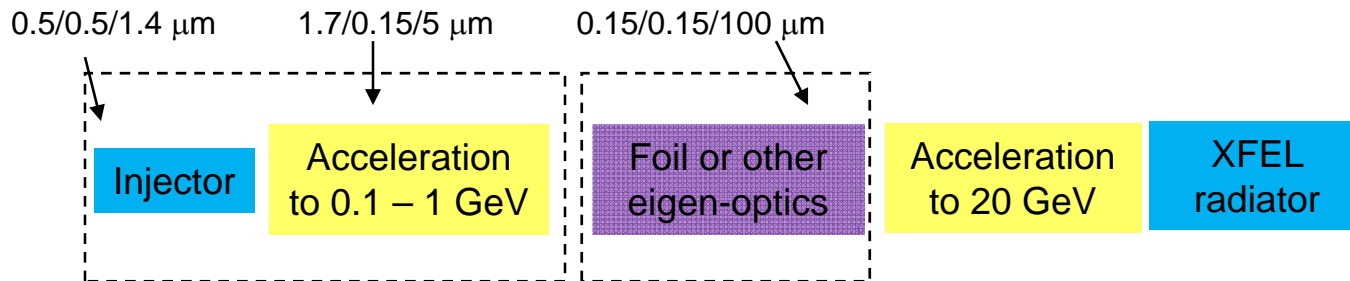 0.5/0.5/1.4 μm
1.7/0.15/5 μm
0.15/0.15/100 μm
Injector
Acceleration
to 0.1 – 1 GeV
Foil or other
eigen-optics
Acceleration
to 20 GeV
XFEL
radiator